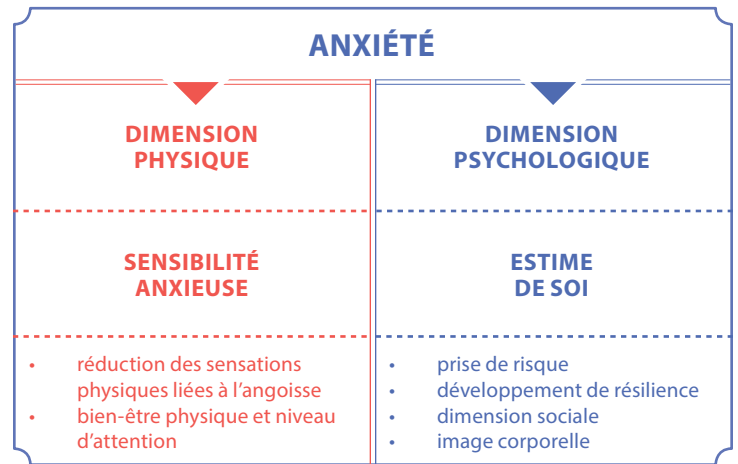 ANXIÉTÉ
DIMENSION
PHYSIQUE
DIMENSION
PSYCHOLOGIQUE
SENSIBILITÉ
ANXIEUSE
ESTIME
DE SOI
• réduction des sensations
physiques liées à l'angoisse
• bien-être physique et niveau
d'attention
• prise de risque
• développement de résilience
• dimension sociale
• image corporelle